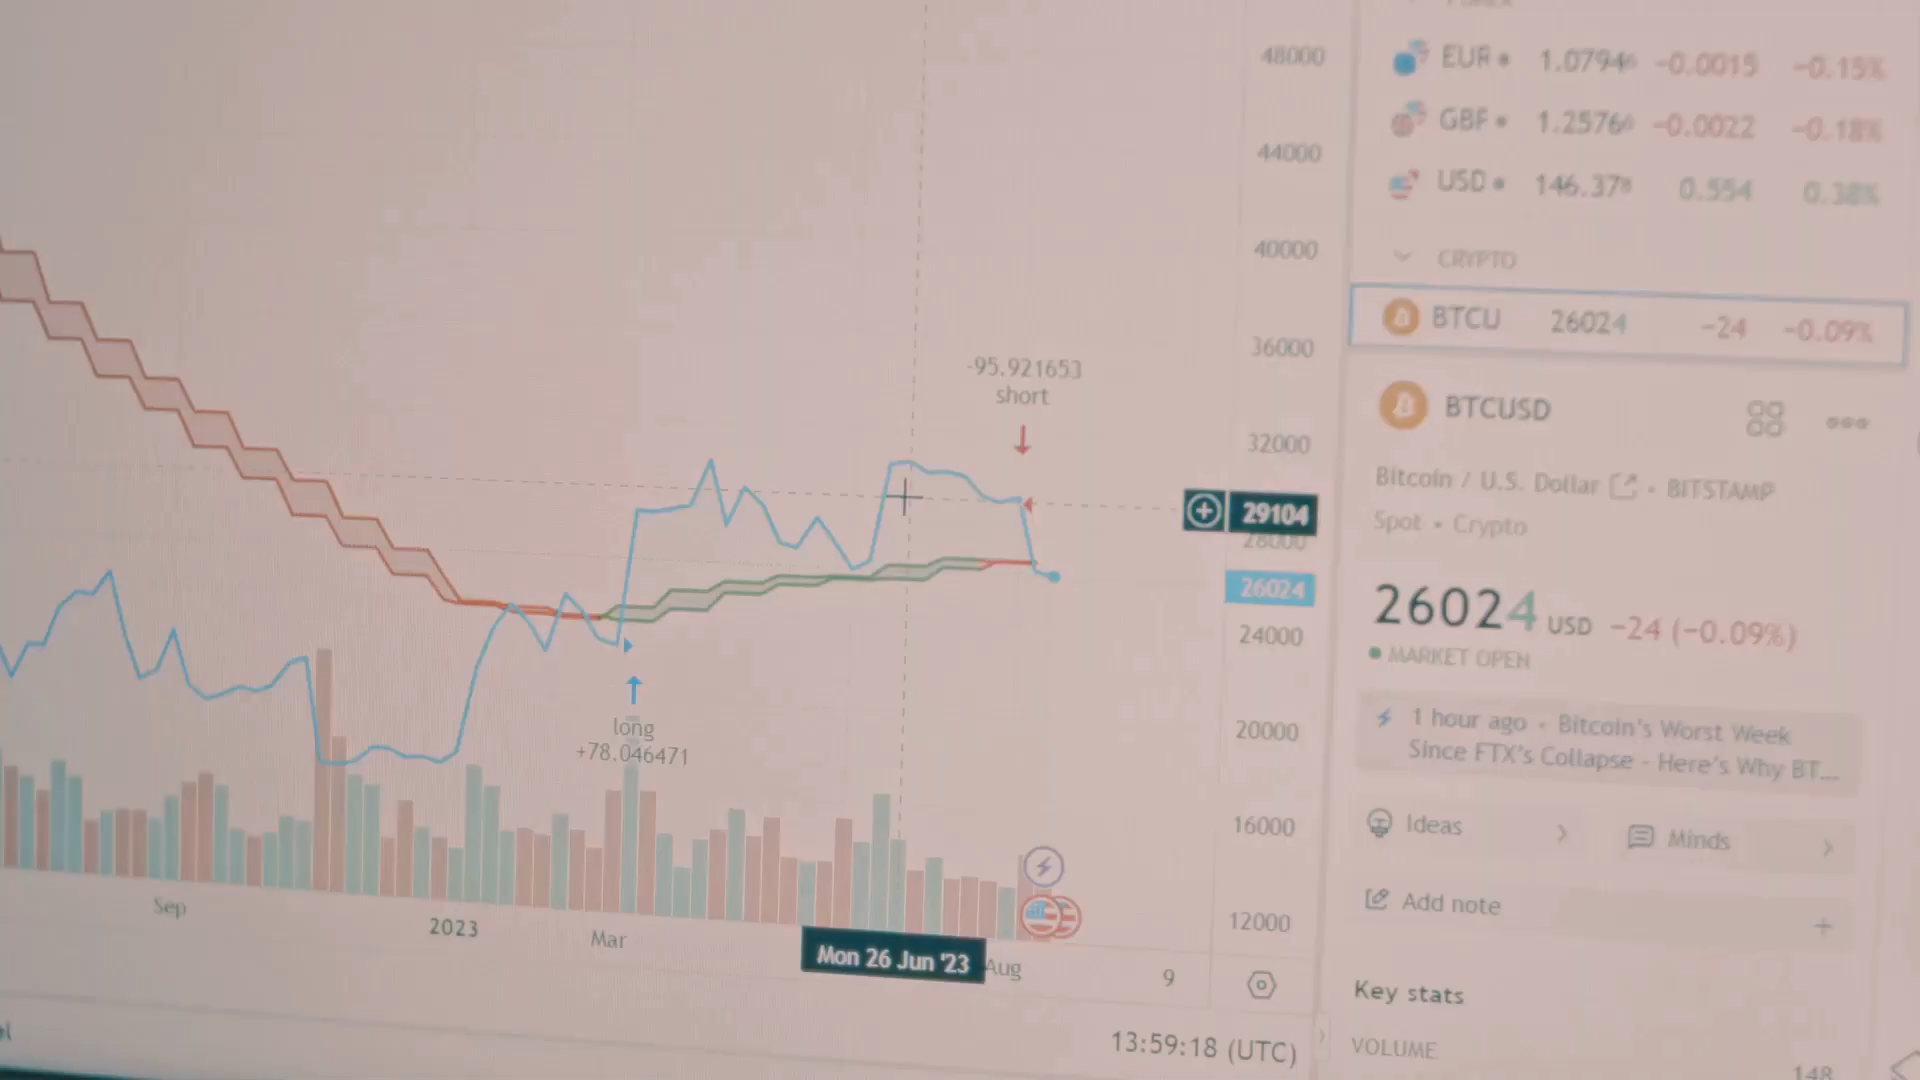 48000
44000
40000
36000
32000
29104
28000
26024
24000
20000
16000
12000
-95.921653
short
long
+78.046471
Sep
2023
Mar
Mon 26 Jun '23
Aug
9
13:59:18 (UTC)
EUR 1.0794 −0.0015 −0.15%
GBP 1.2576 −0.0022 −0.18%
USD 146.37 0.554 0.38%
CRYPTO
BTCU 26024 −24 −0.09%
BTCUSD
Bitcoin / U.S. Dollar • BITSTAMP
Spot • Crypto
26024 USD −24 (−0.09%)
MARKET OPEN
1 hour ago • Bitcoin's Worst Week
Since FTX's Collapse - Here's Why BT...
Ideas
Minds
Add note
Key stats
VOLUME
148